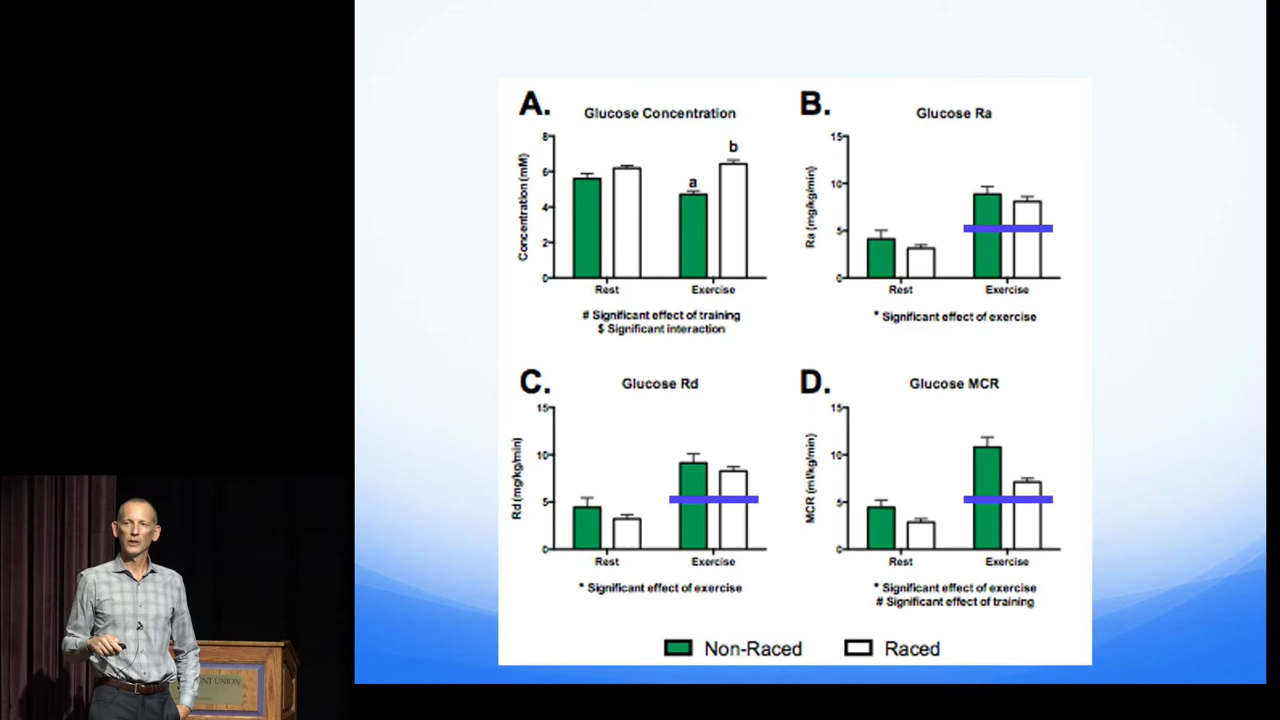 A.
Glucose Concentration
Concentration (mM)
8
6
4
2
0
a
b
Rest
Exercise
# Significant effect of training
$ Significant interaction
B.
Glucose Ra
Ra (mg/kg/min)
15
10
5
0
Rest
Exercise
* Significant effect of exercise
C.
Glucose Rd
Rd (mg/kg/min)
15
10
5
0
Rest
Exercise
* Significant effect of exercise
D.
Glucose MCR
MCR (ml/kg/min)
15
10
5
0
Rest
Exercise
* Significant effect of exercise
# Significant effect of training
Non-Raced
Raced
UNION